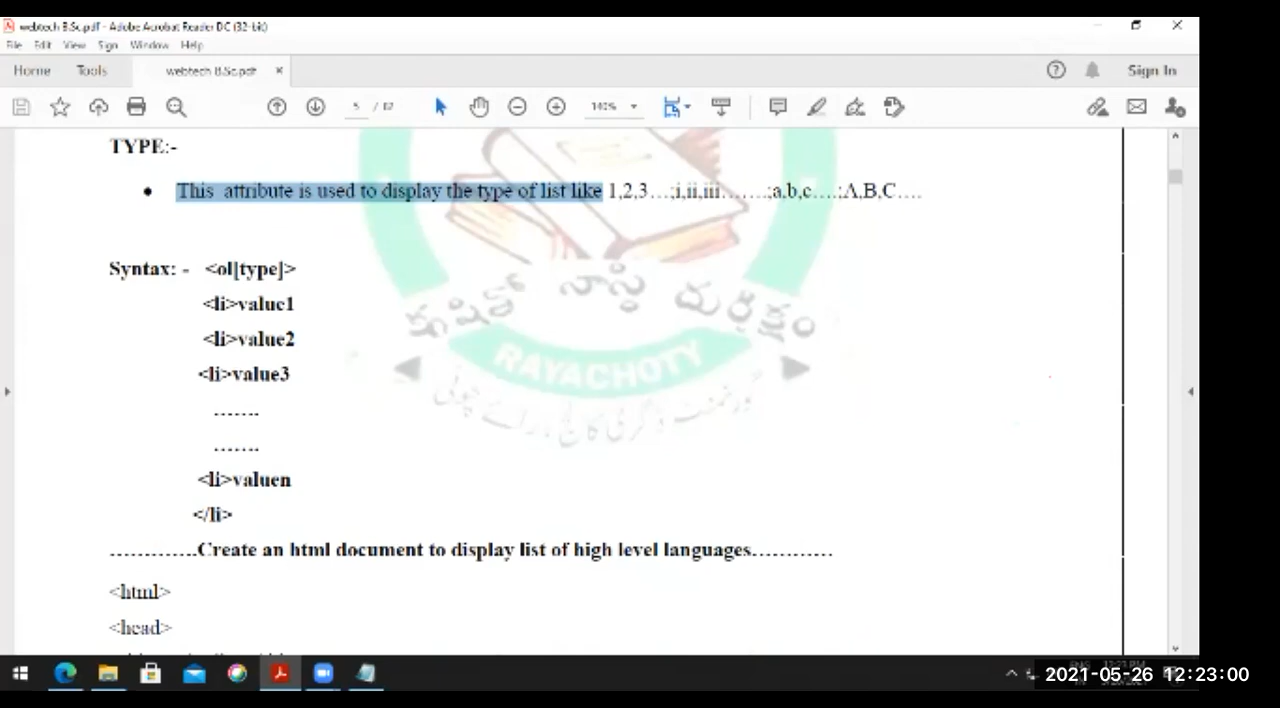 webtech B.Sc.pdf - Adobe Acrobat Reader DC (32-bit)
File Edit View Sign Window Help
Home Tools webtech B.Sc.pdf × Sign In
5 / 140%
TYPE:-
• This attribute is used to display the type of list like 1,2,3…;i,ii,iii…….;a,b,c….;A,B,C….
Syntax: - <ol[type]>
<li>value1
<li>value2
<li>value3
…….
…….
<li>valuen
</li>
………….Create an html document to display list of high level languages…………
<html>
<head>
కృషితో నాస్తి దుర్భిక్షం
RAYACHOTY
2021-05-26 12:23:00